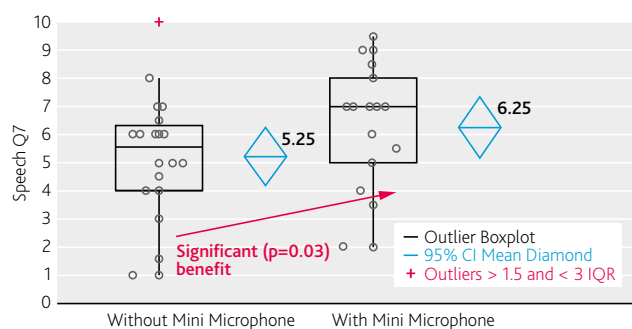 Speech Q7
10
9
8
7
6
5
4
3
2
1
0
5.25
6.25
Significant (p=0.03)
benefit
Outlier Boxplot
95% CI Mean Diamond
Outliers > 1.5 and < 3 IQR
Without Mini Microphone
With Mini Microphone